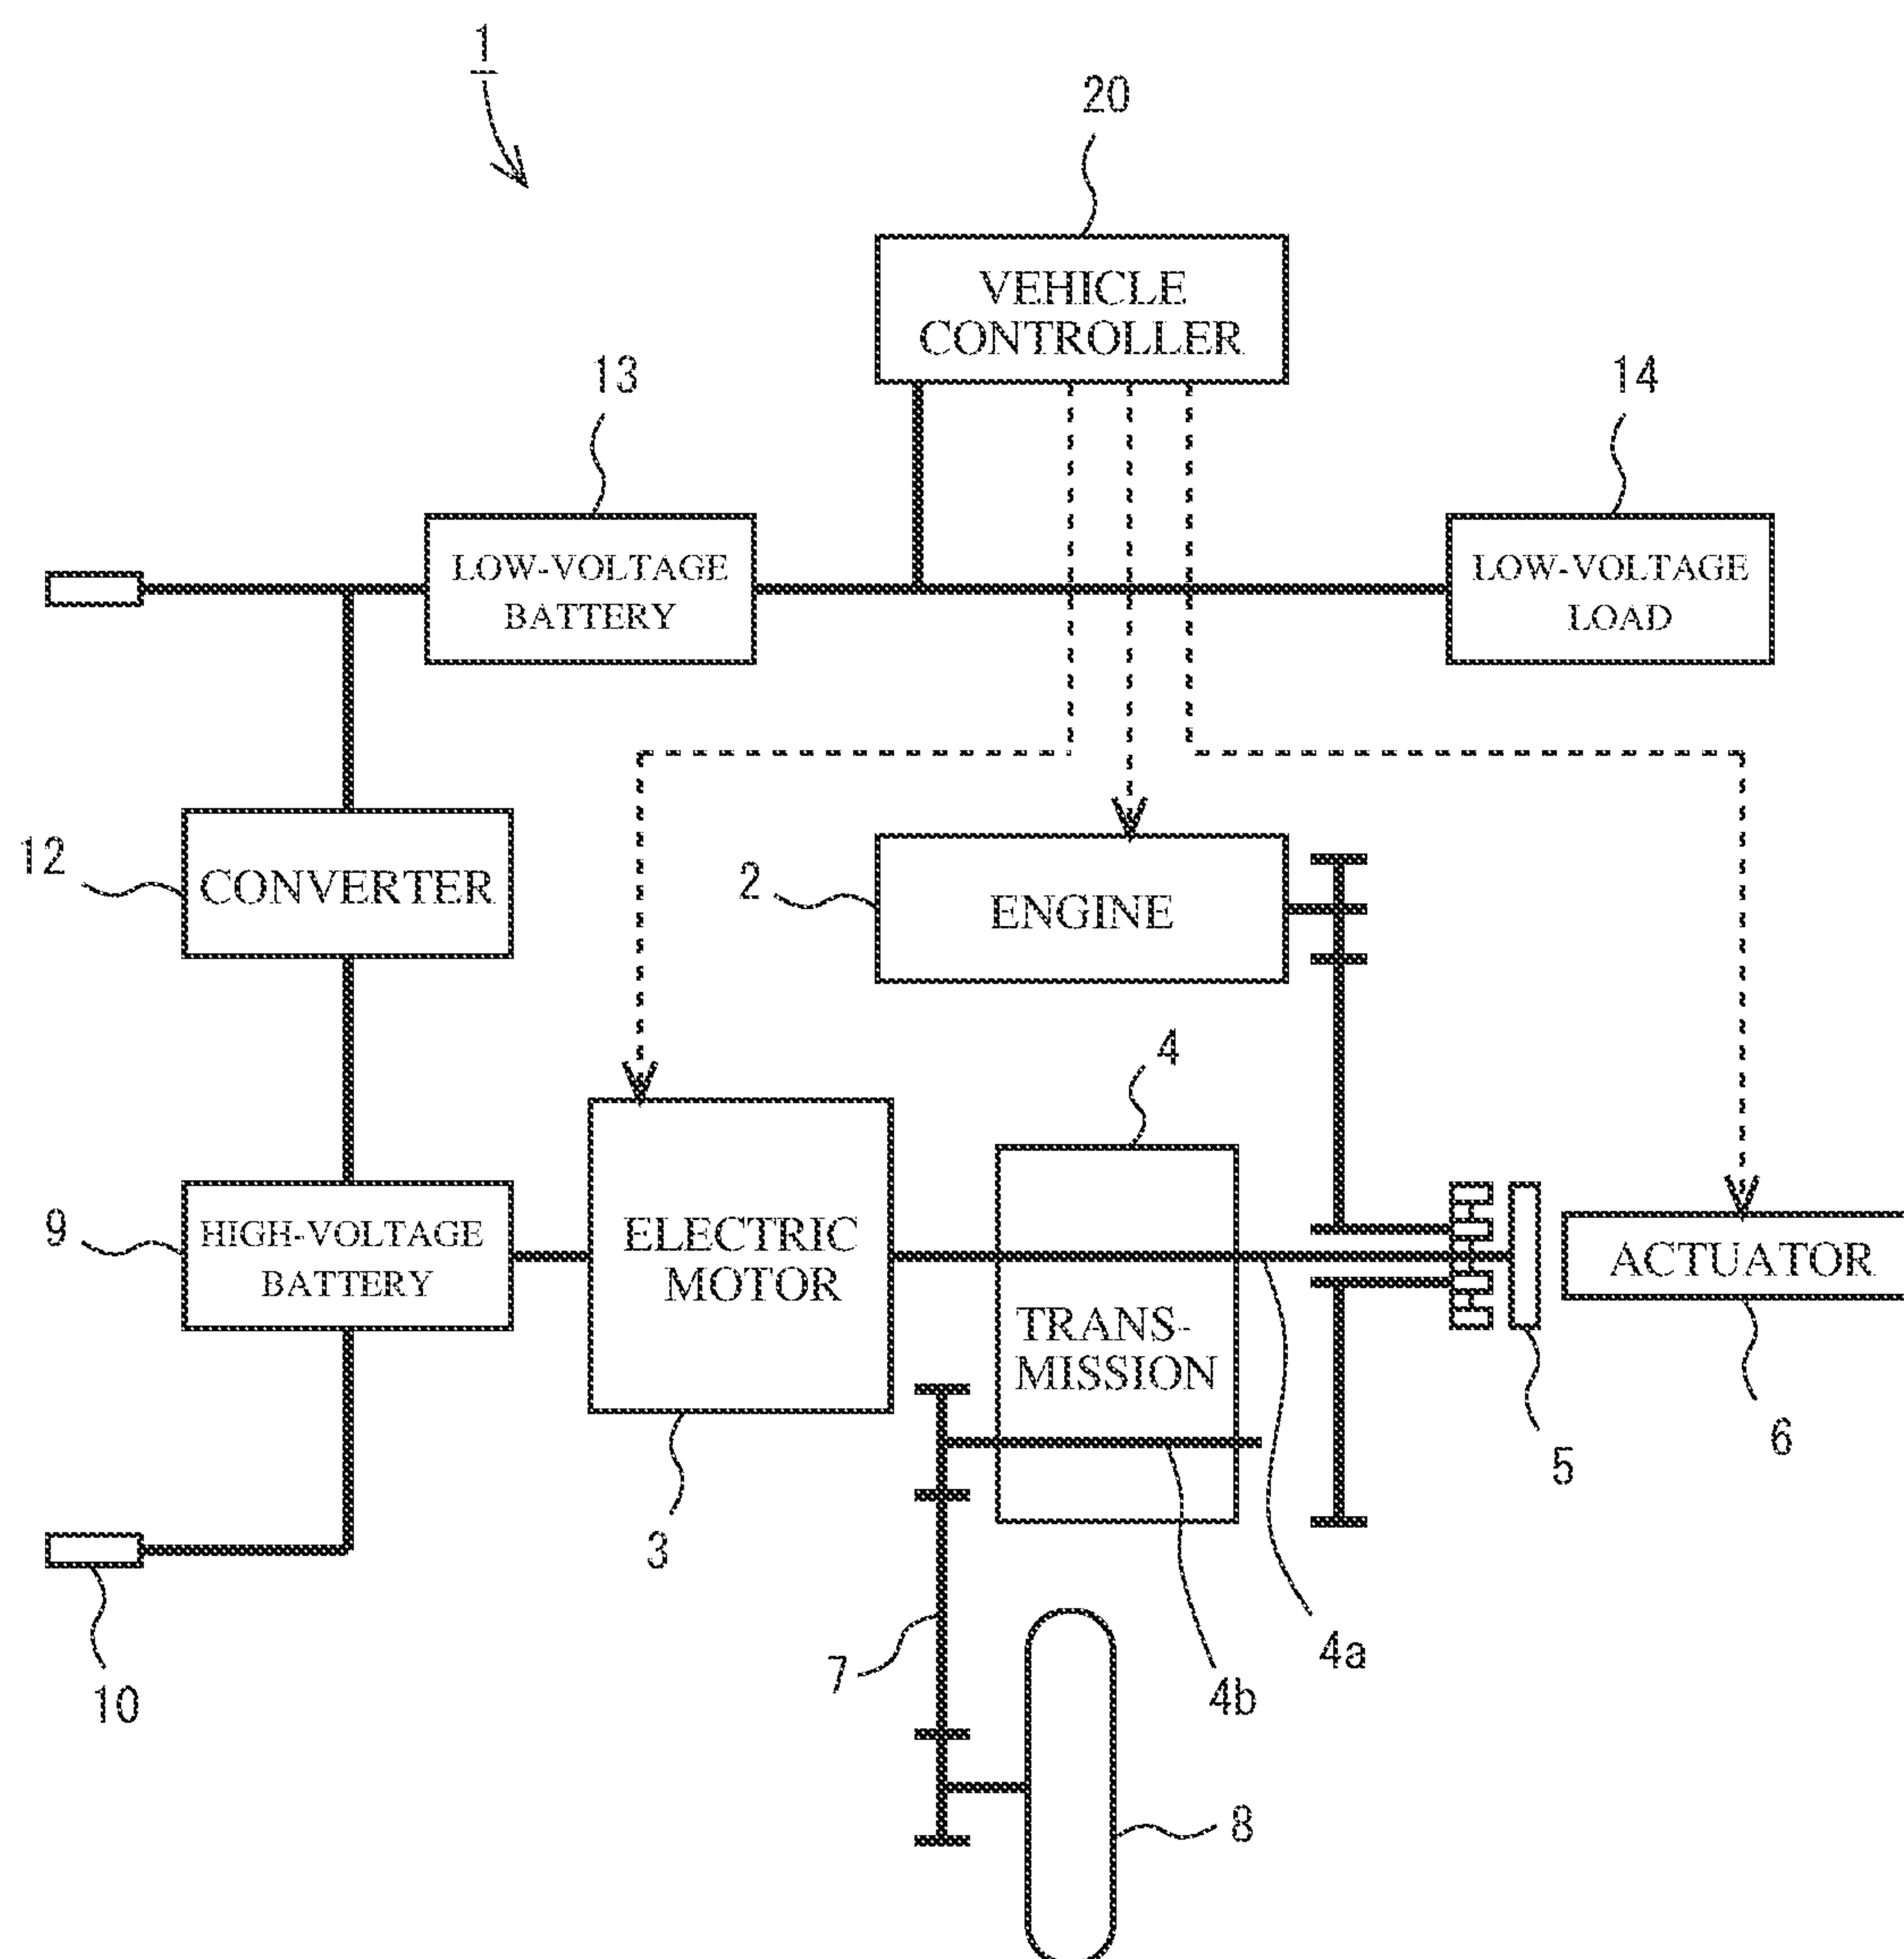 1
20
VEHICLE
CONTROLLER
13
14
LOW-VOLTAGE
BATTERY
LOW-VOLTAGE
LOAD
12
CONVERTER
2
ENGINE
4
9
HIGH-VOLTAGE
BATTERY
ELECTRIC
MOTOR
TRANS-
MISSION
ACTUATOR
3
5
6
10
7
4b
4a
8